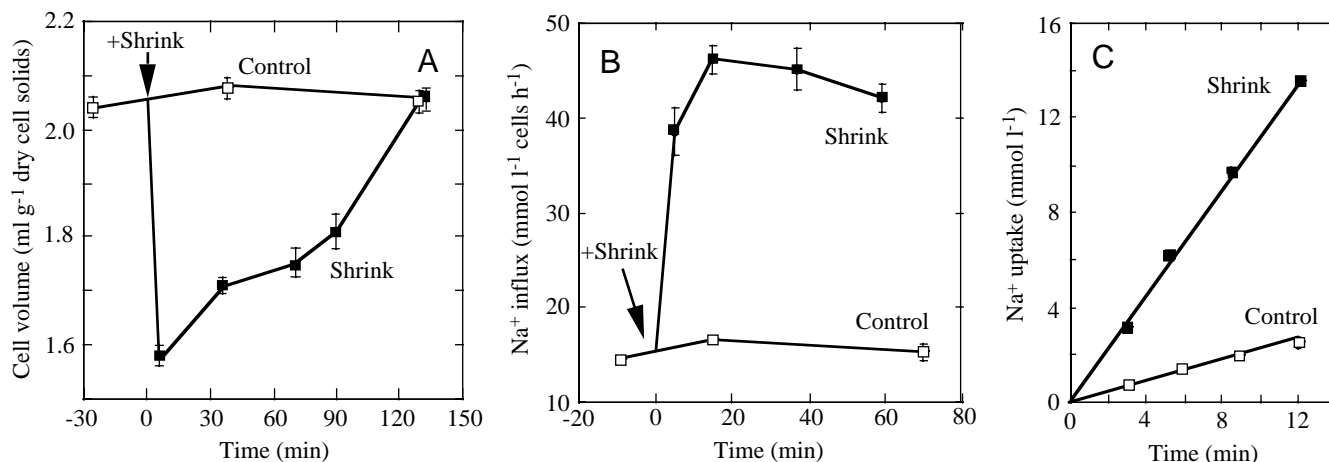 Cell volume (ml g⁻¹ dry cell solids)
2.2
2.0
1.8
1.6
+Shrink
Control
A
Shrink
-30
0
30
60
90
120
150
Time (min)
Na⁺ influx (mmol l⁻¹ cells h⁻¹)
50
40
30
20
10
B
+Shrink
Shrink
Control
-20
0
20
40
60
80
Time (min)
Na⁺ uptake (mmol l⁻¹)
16
12
8
4
0
C
Shrink
Control
0
4
8
12
Time (min)